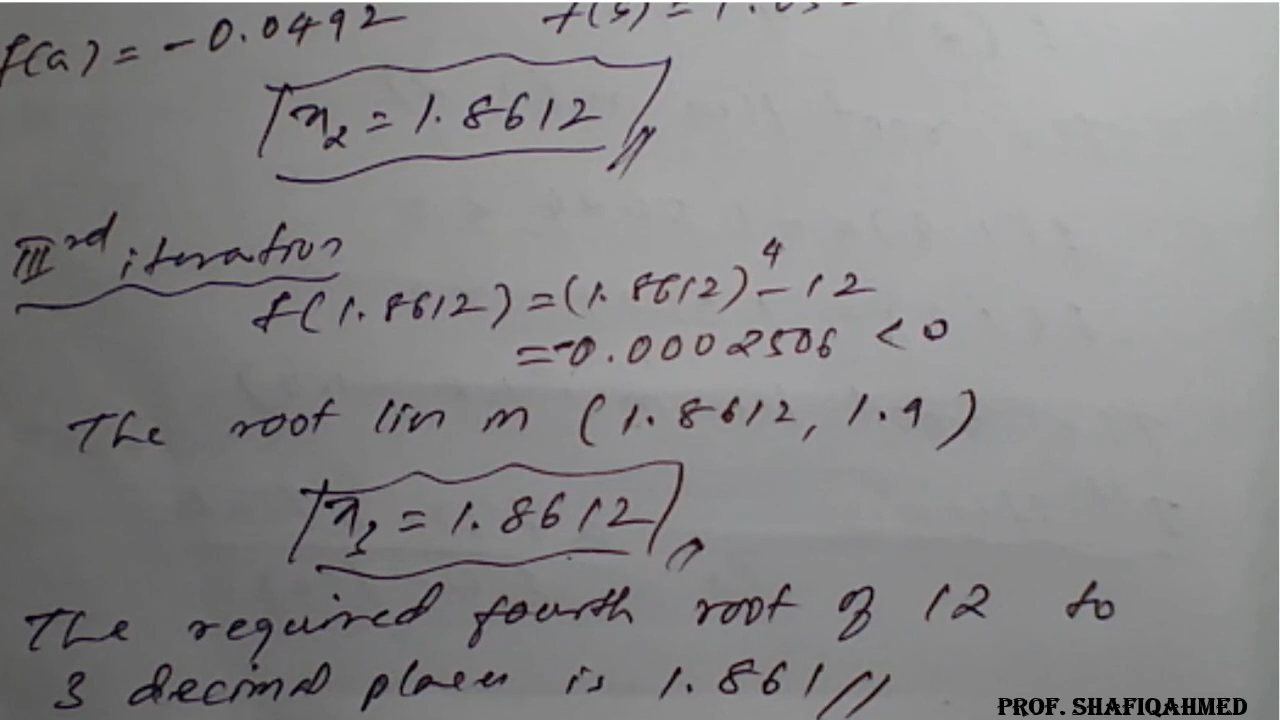 f(a) = -0.0492
x₂ = 1.8612
IIIrd iteration
f(1.8612) = (1.8612)⁴ - 12
= -0.0002506 < 0
The root lin in (1.8612, 1.9)
x₃ = 1.8612
The required fourth root of 12 to
3 decimal places is 1.861
PROF. SHAFIQAHMED